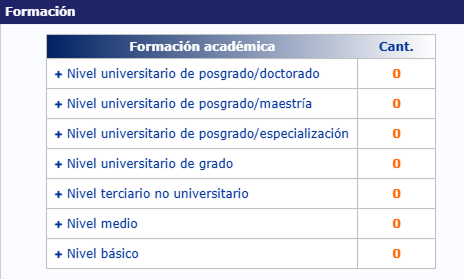 Formación
Formación académica Cant.
+ Nivel universitario de posgrado/doctorado 0
+ Nivel universitario de posgrado/maestría 0
+ Nivel universitario de posgrado/especialización 0
+ Nivel universitario de grado 0
+ Nivel terciario no universitario 0
+ Nivel medio 0
+ Nivel básico 0